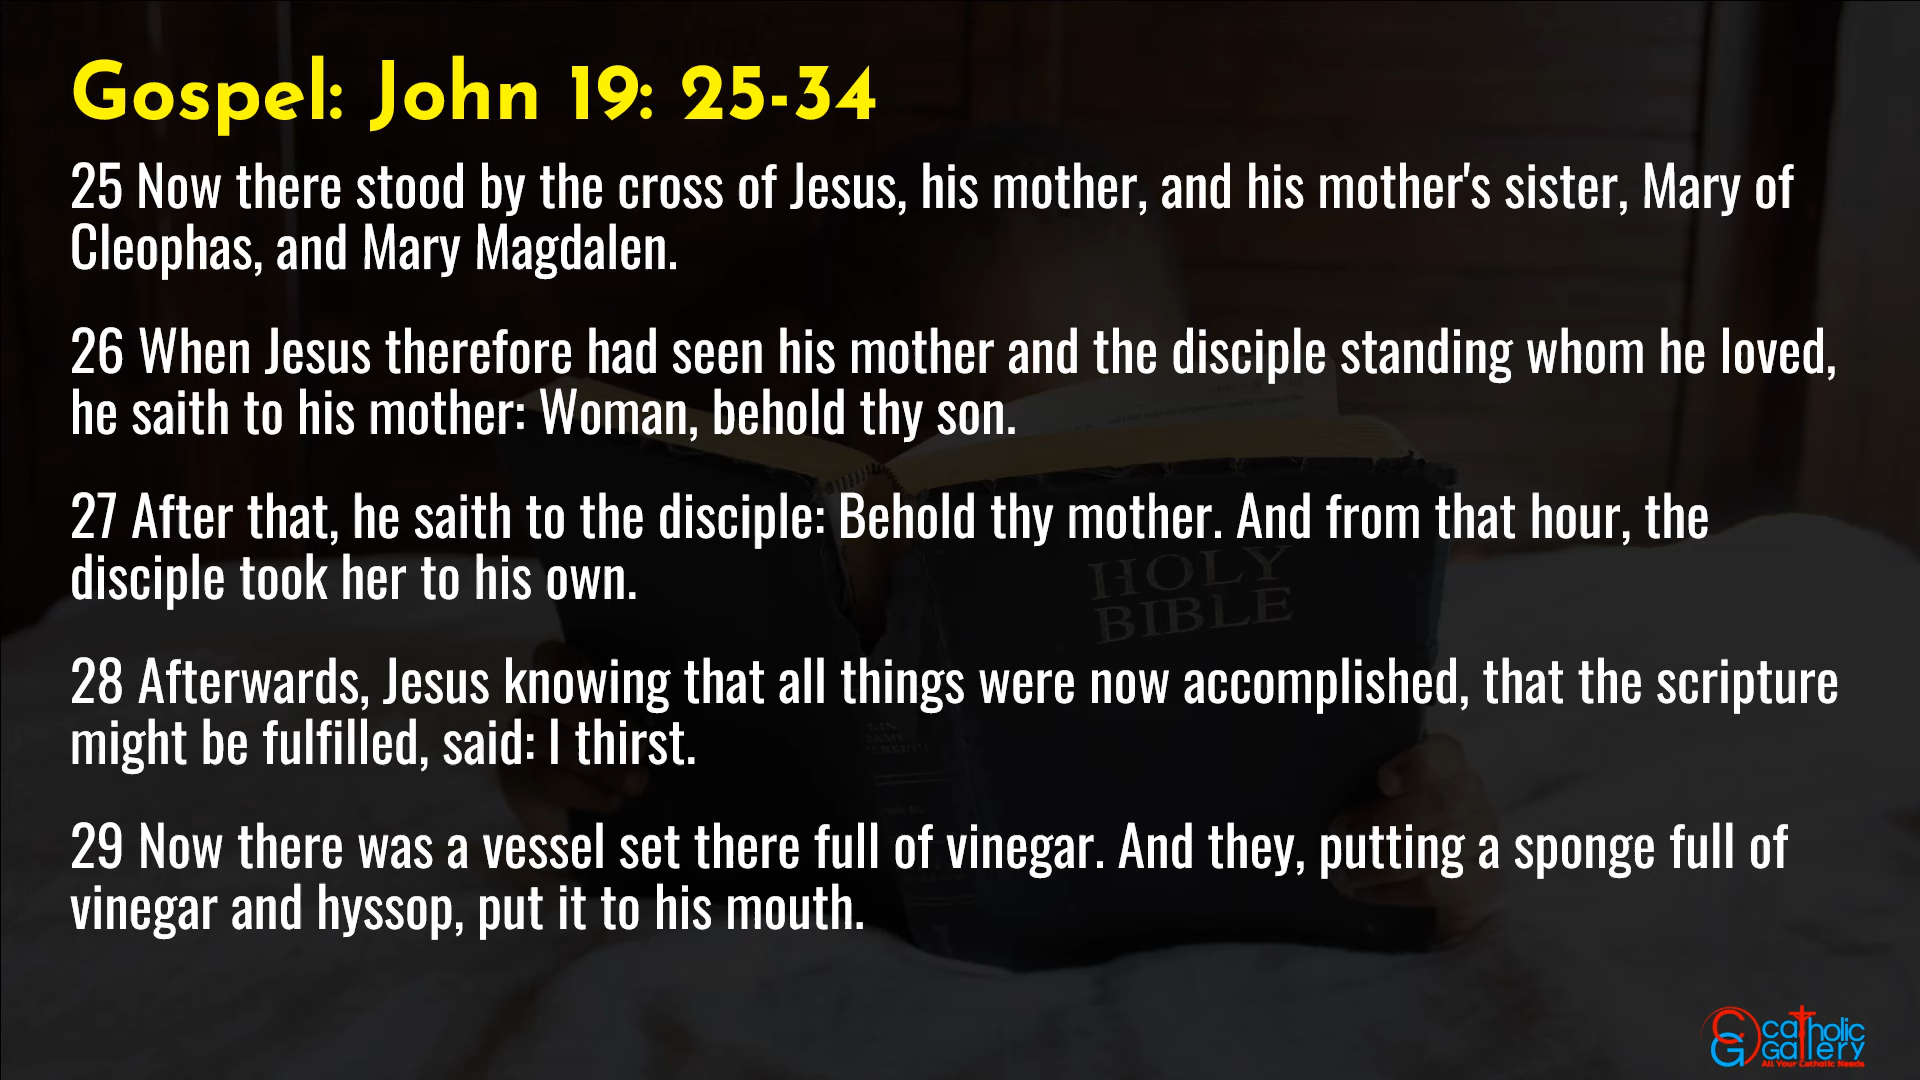 Gospel: John 19: 25-34
25 Now there stood by the cross of Jesus, his mother, and his mother's sister, Mary of
Cleophas, and Mary Magdalen.
26 When Jesus therefore had seen his mother and the disciple standing whom he loved,
he saith to his mother: Woman, behold thy son.
27 After that, he saith to the disciple: Behold thy mother. And from that hour, the
disciple took her to his own.
HOLY
BIBLE
28 Afterwards, Jesus knowing that all things were now accomplished, that the scripture
might be fulfilled, said: I thirst.
29 Now there was a vessel set there full of vinegar. And they, putting a sponge full of
vinegar and hyssop, put it to his mouth.
CG catholic
Gallery
All Your Catholic Needs